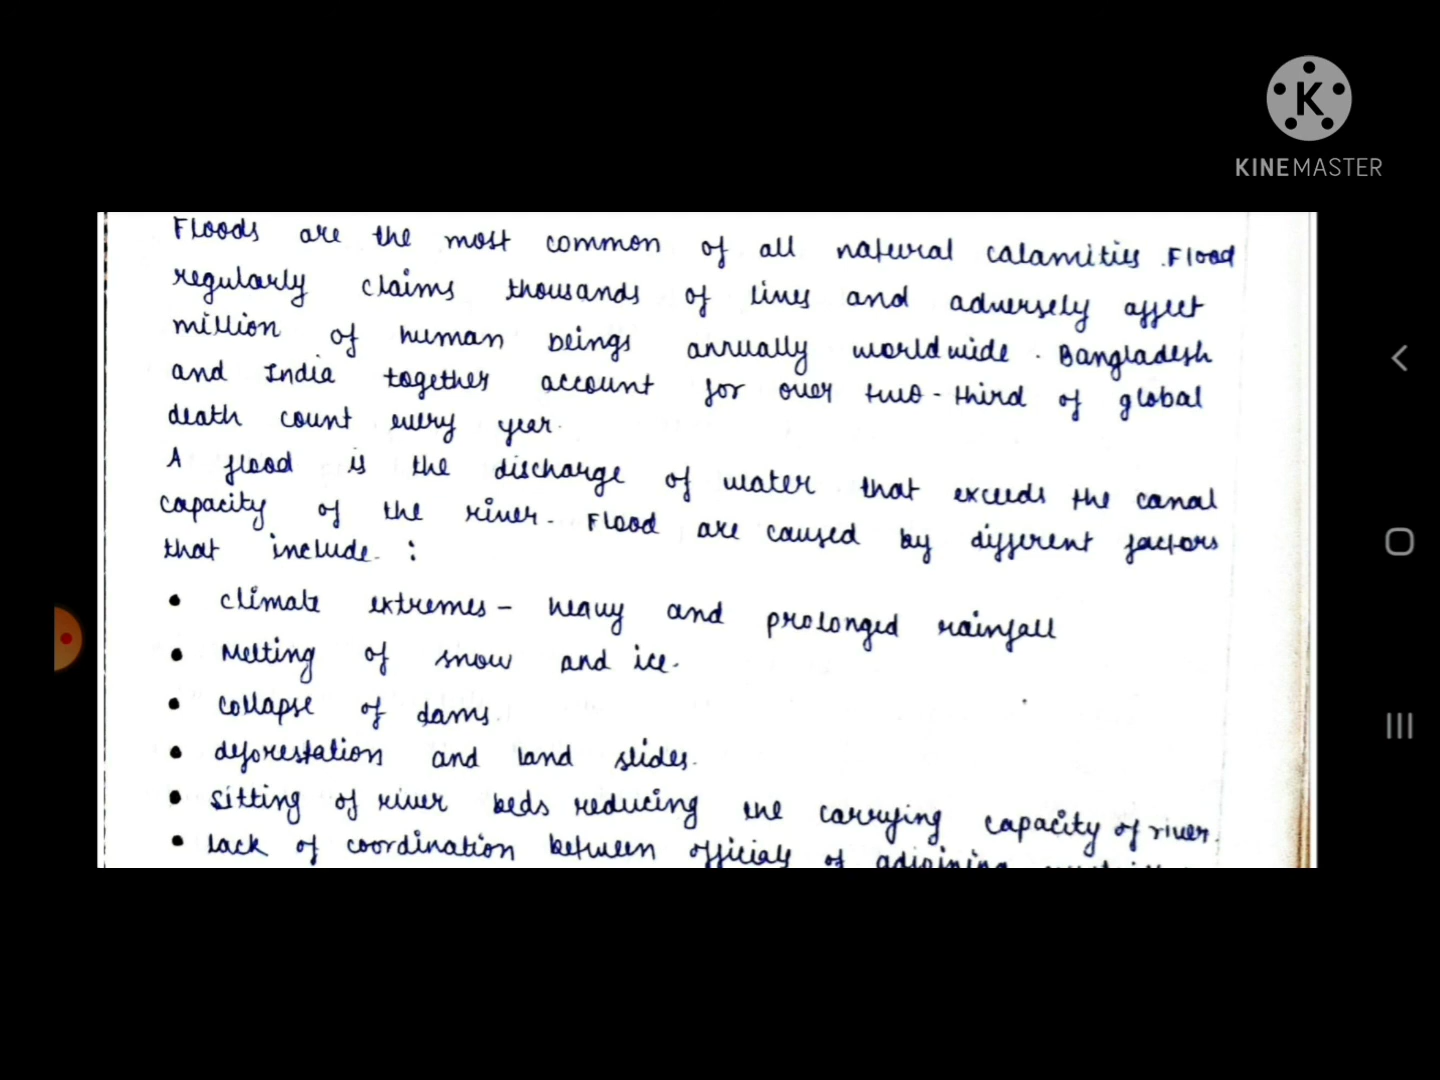 KINEMASTER
Floods are the most common of all natural calamities. Flood
regularly claims thousands of lives and adversely affect
million of human beings annually worldwide. Bangladesh
and India together account for over two-third of global
death count every year.
A flood is the discharge of water that exceeds the canal
capacity of the river. Flood are caused by different factors
that include :
• climate extremes - heavy and prolonged rainfall
• Melting of snow and ice.
• collapse of dams
• deforestation and land slides.
• sitting of river beds reducing the carrying capacity of river.
• lack of coordination between officials of adjoining